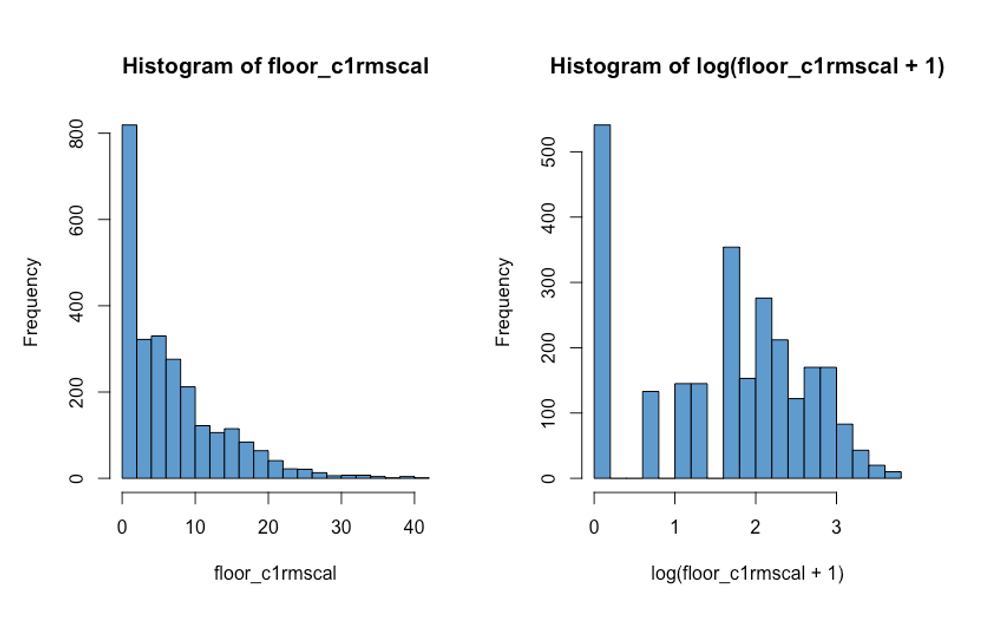 Histogram of floor_c1rmscal
Frequency
0
200
400
600
800
0 10 20 30 40
floor_c1rmscal
Histogram of log(floor_c1rmscal + 1)
Frequency
0
100
200
300
400
500
0 1 2 3
log(floor_c1rmscal + 1)